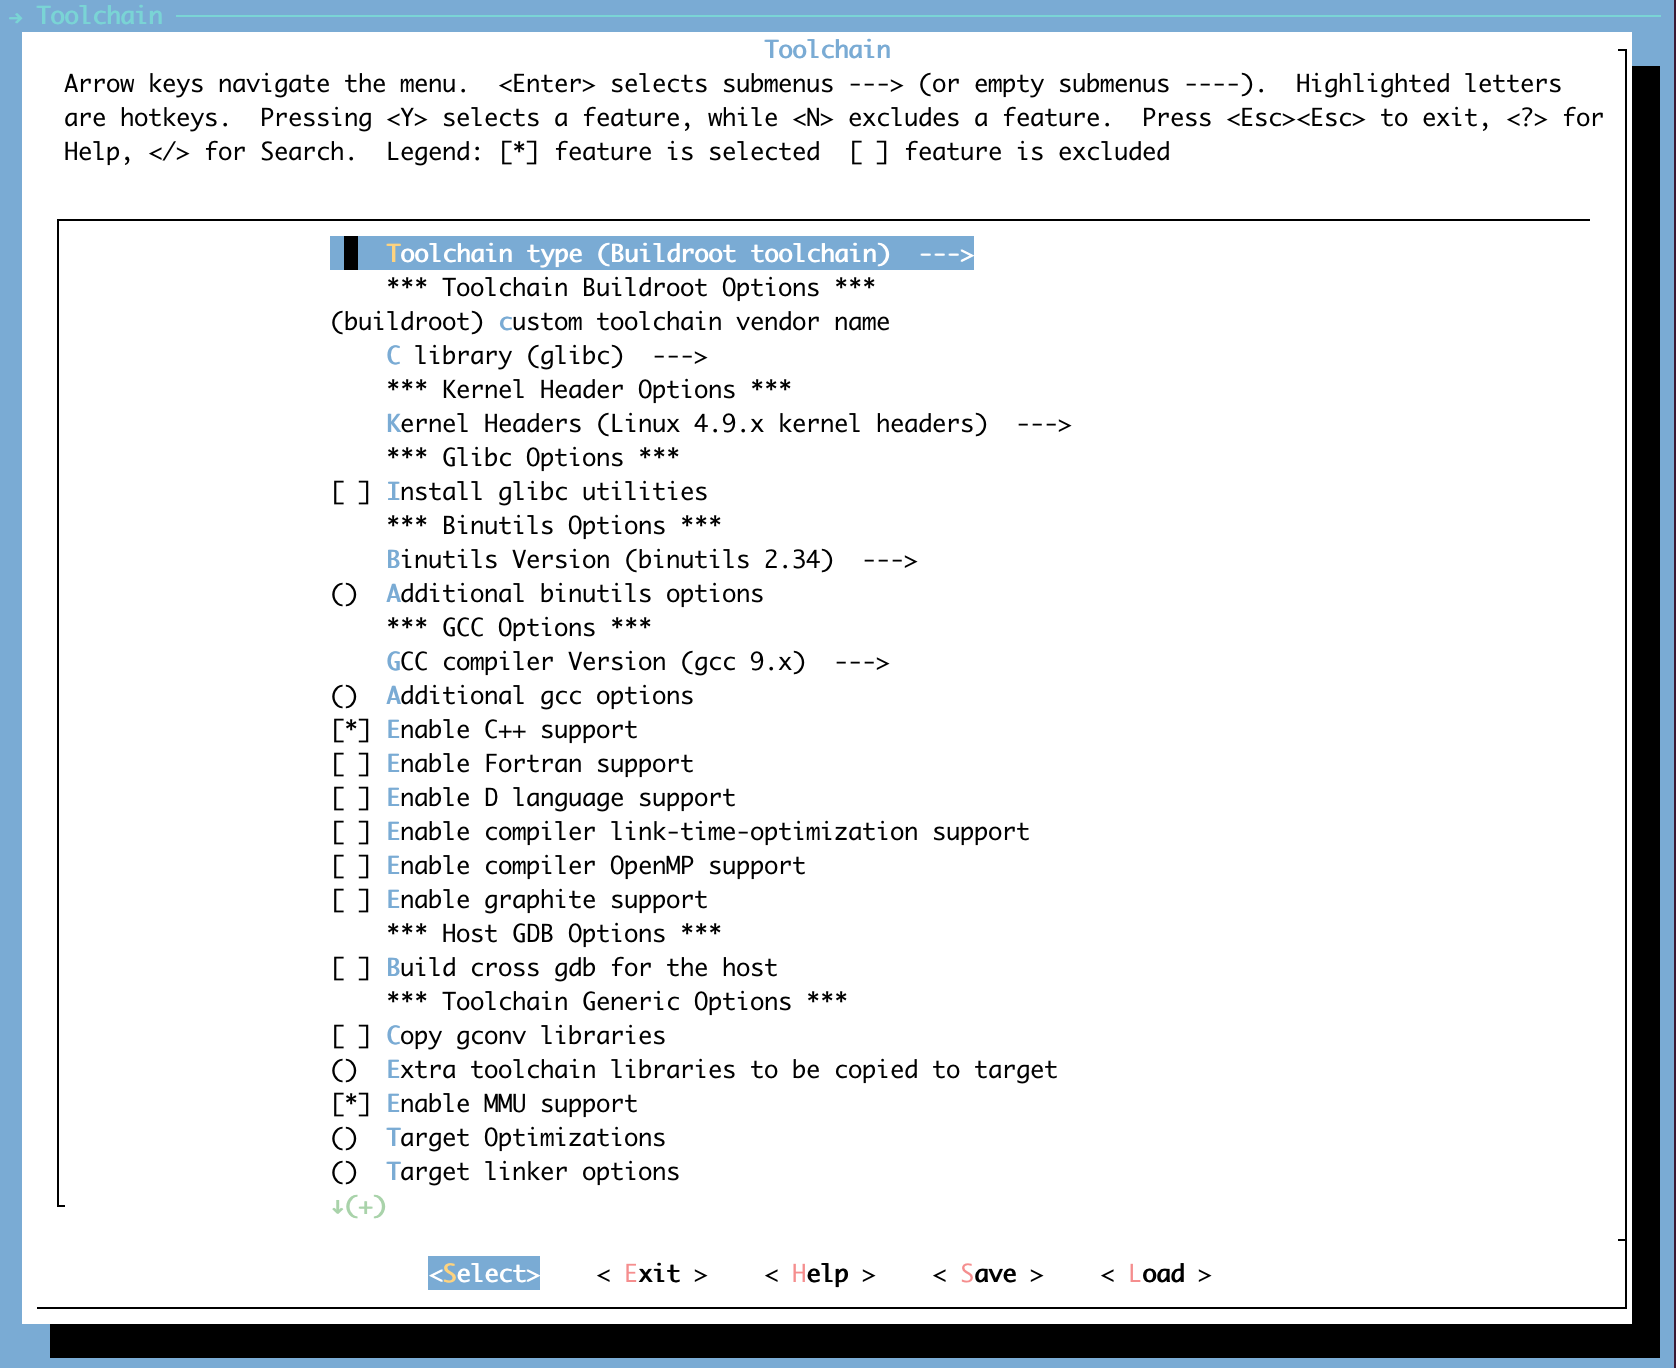 → Toolchain
Toolchain
Arrow keys navigate the menu.  <Enter> selects submenus ---> (or empty submenus ----).  Highlighted letters
are hotkeys.  Pressing <Y> selects a feature, while <N> excludes a feature.  Press <Esc><Esc> to exit, <?> for
Help, </> for Search.  Legend: [*] feature is selected  [ ] feature is excluded
Toolchain type (Buildroot toolchain)  --->
*** Toolchain Buildroot Options ***
(buildroot) custom toolchain vendor name
C library (glibc)  --->
*** Kernel Header Options ***
Kernel Headers (Linux 4.9.x kernel headers)  --->
*** Glibc Options ***
[ ] Install glibc utilities
*** Binutils Options ***
Binutils Version (binutils 2.34)  --->
()  Additional binutils options
*** GCC Options ***
GCC compiler Version (gcc 9.x)  --->
()  Additional gcc options
[*] Enable C++ support
[ ] Enable Fortran support
[ ] Enable D language support
[ ] Enable compiler link-time-optimization support
[ ] Enable compiler OpenMP support
[ ] Enable graphite support
*** Host GDB Options ***
[ ] Build cross gdb for the host
*** Toolchain Generic Options ***
[ ] Copy gconv libraries
()  Extra toolchain libraries to be copied to target
[*] Enable MMU support
()  Target Optimizations
()  Target linker options
↓(+)
<Select>    < Exit >    < Help >    < Save >    < Load >